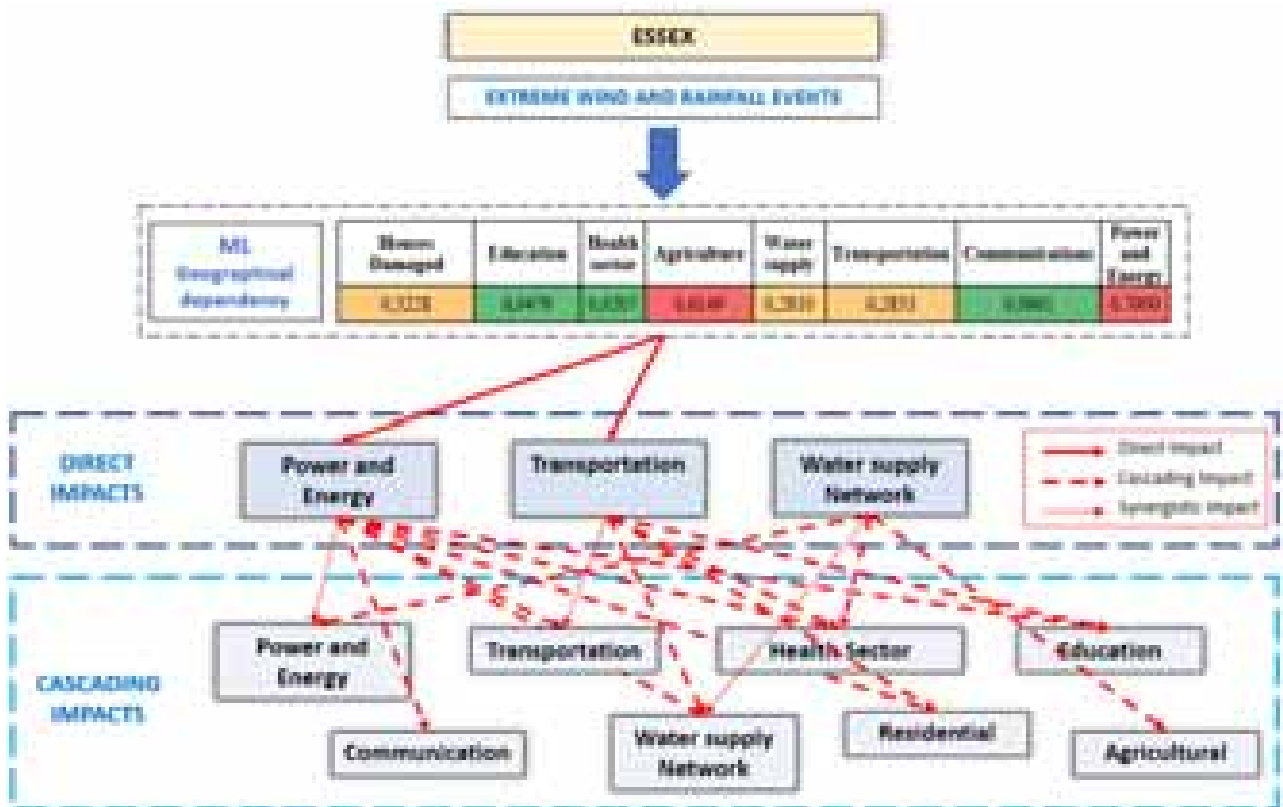 ESSEX
EXTREME WIND AND RAINFALL EVENTS
ML
Geographical
dependency
Homes
Damaged
Education
Health
sector
Agriculture
Water
supply
Transportation
Communications
Power
and
Energy
DIRECT
IMPACTS
Power and
Energy
Transportation
Water supply
Network
Direct Impact
Cascading Impact
Synergistic Impact
CASCADING
IMPACTS
Power and
Energy
Transportation
Health Sector
Education
Communication
Water supply
Network
Residential
Agricultural